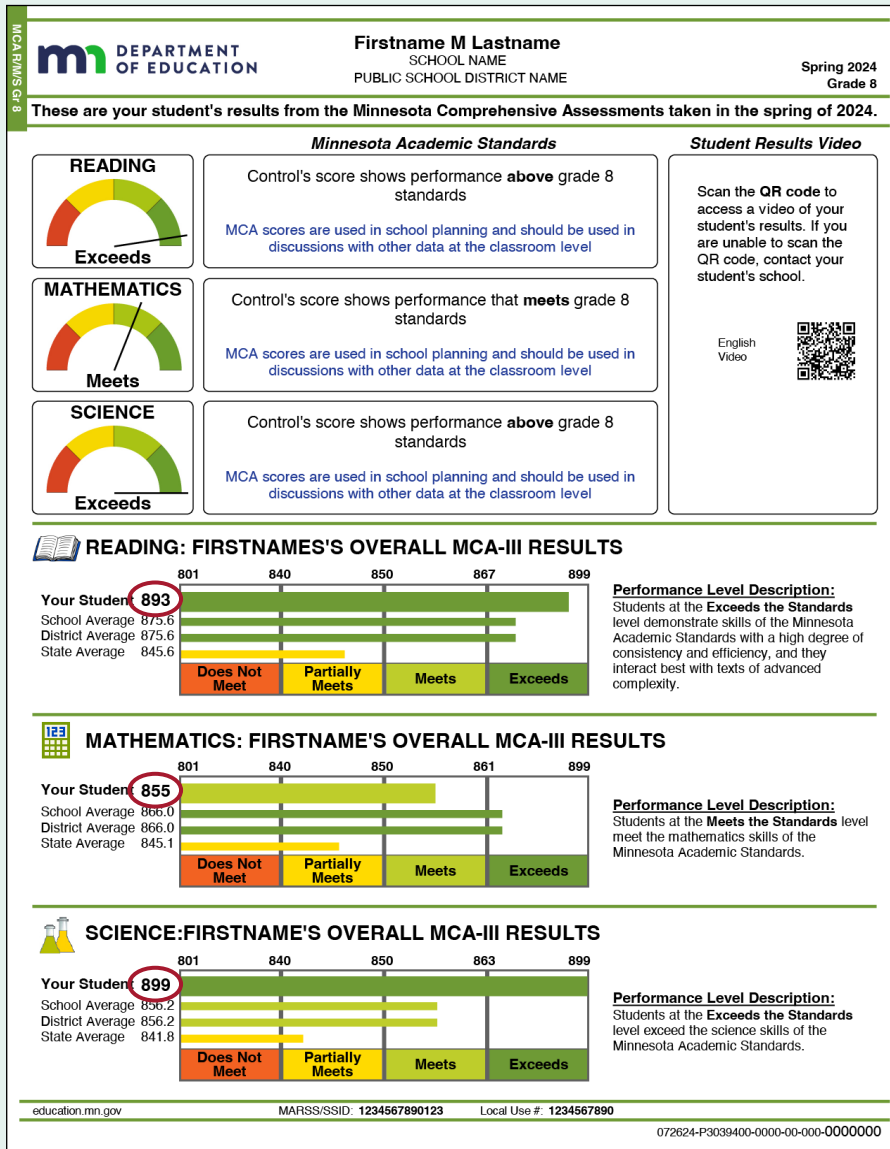 MCA R/M/S Gr 8
mn DEPARTMENT
OF EDUCATION
Firstname M Lastname
SCHOOL NAME
PUBLIC SCHOOL DISTRICT NAME
Spring 2024
Grade 8
These are your student's results from the Minnesota Comprehensive Assessments taken in the spring of 2024.
Minnesota Academic Standards
Student Results Video
READING
Exceeds
Control's score shows performance above grade 8
standards
MCA scores are used in school planning and should be used in
discussions with other data at the classroom level
MATHEMATICS
Meets
Control's score shows performance that meets grade 8
standards
MCA scores are used in school planning and should be used in
discussions with other data at the classroom level
SCIENCE
Exceeds
Control's score shows performance above grade 8
standards
MCA scores are used in school planning and should be used in
discussions with other data at the classroom level
Scan the QR code to
access a video of your
student's results. If you
are unable to scan the
QR code, contact your
student's school.
English
Video
READING: FIRSTNAMES'S OVERALL MCA-III RESULTS
801 840 850 867 899
Your Student 893
School Average 875.6
District Average 875.6
State Average 845.6
Does Not
Meet
Partially
Meets
Meets
Exceeds
Performance Level Description:
Students at the Exceeds the Standards
level demonstrate skills of the Minnesota
Academic Standards with a high degree of
consistency and efficiency, and they
interact best with texts of advanced
complexity.
123
MATHEMATICS: FIRSTNAME'S OVERALL MCA-III RESULTS
801 840 850 861 899
Your Student 855
School Average 866.0
District Average 866.0
State Average 845.1
Does Not
Meet
Partially
Meets
Meets
Exceeds
Performance Level Description:
Students at the Meets the Standards level
meet the mathematics skills of the
Minnesota Academic Standards.
SCIENCE:FIRSTNAME'S OVERALL MCA-III RESULTS
801 840 850 863 899
Your Student 899
School Average 856.2
District Average 856.2
State Average 841.8
Does Not
Meet
Partially
Meets
Meets
Exceeds
Performance Level Description:
Students at the Exceeds the Standards
level exceed the science skills of the
Minnesota Academic Standards.
education.mn.gov MARSS/SSID: 1234567890123 Local Use #: 1234567890
072624-P3039400-0000-00-000-0000000